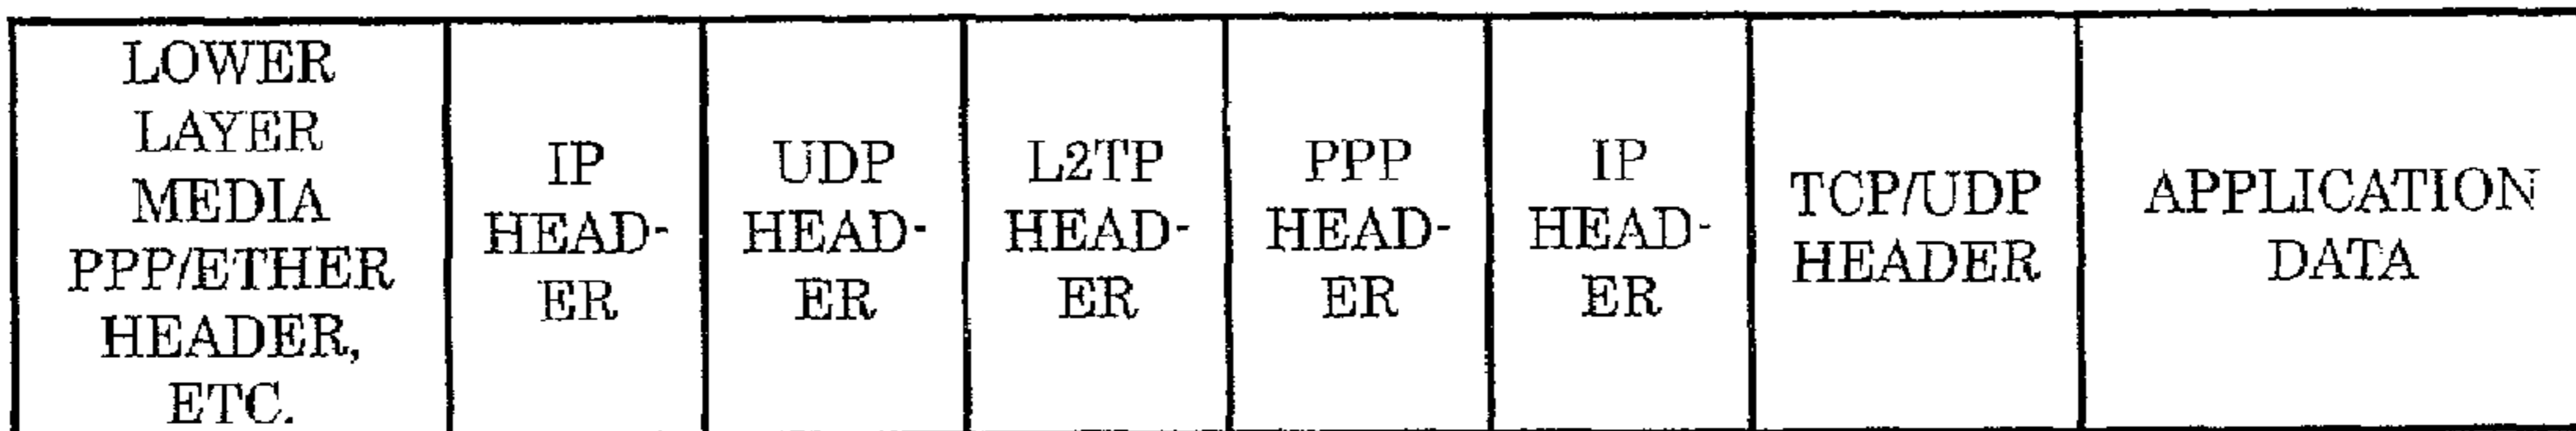 LOWER
LAYER
MEDIA
PPP/ETHER
HEADER,
ETC.
IP
HEAD-
ER
UDP
HEAD-
ER
L2TP
HEAD-
ER
PPP
HEAD-
ER
IP
HEAD-
ER
TCP/UDP
HEADER
APPLICATION
DATA